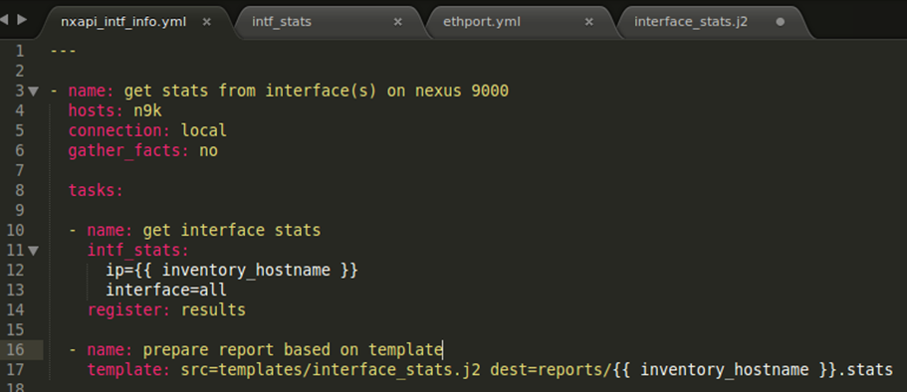 nxapi_intf_info.yml × intf_stats × ethport.yml × interface_stats.j2
1 ---
2
3 - name: get stats from interface(s) on nexus 9000
4 hosts: n9k
5 connection: local
6 gather_facts: no
7
8 tasks:
9
10 - name: get interface stats
11 intf_stats:
12 ip={{ inventory_hostname }}
13 interface=all
14 register: results
15
16 - name: prepare report based on template
17 template: src=templates/interface_stats.j2 dest=reports/{{ inventory_hostname }}.stats
18